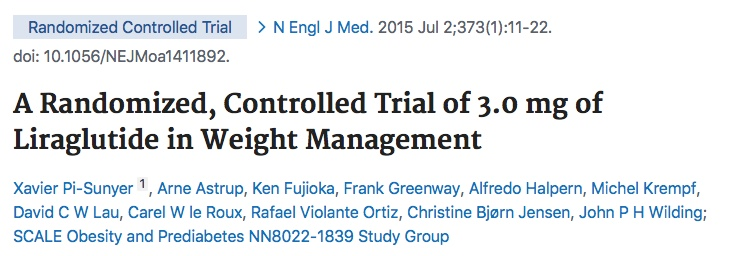 Randomized Controlled Trial > N Engl J Med. 2015 Jul 2;373(1):11-22.
doi: 10.1056/NEJMoa1411892.
A Randomized, Controlled Trial of 3.0 mg of
Liraglutide in Weight Management
Xavier Pi-Sunyer 1, Arne Astrup, Ken Fujioka, Frank Greenway, Alfredo Halpern, Michel Krempf,
David C W Lau, Carel W le Roux, Rafael Violante Ortiz, Christine Bjørn Jensen, John P H Wilding;
SCALE Obesity and Prediabetes NN8022-1839 Study Group